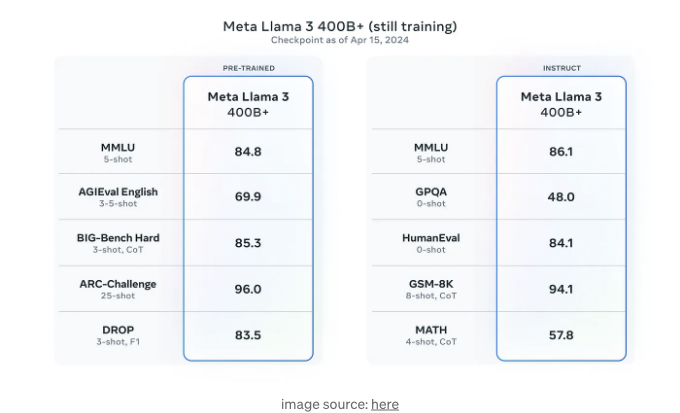 Meta Llama 3 400B+ (still training)
Checkpoint as of Apr 15, 2024
PRE-TRAINED
Meta Llama 3
400B+
MMLU
5-shot
84.8
AGIEval English
3-5-shot
69.9
BIG-Bench Hard
3-shot, CoT
85.3
ARC-Challenge
25-shot
96.0
DROP
3-shot, F1
83.5
INSTRUCT
Meta Llama 3
400B+
MMLU
5-shot
86.1
GPQA
0-shot
48.0
HumanEval
0-shot
84.1
GSM-8K
8-shot, CoT
94.1
MATH
4-shot, CoT
57.8
image source: here